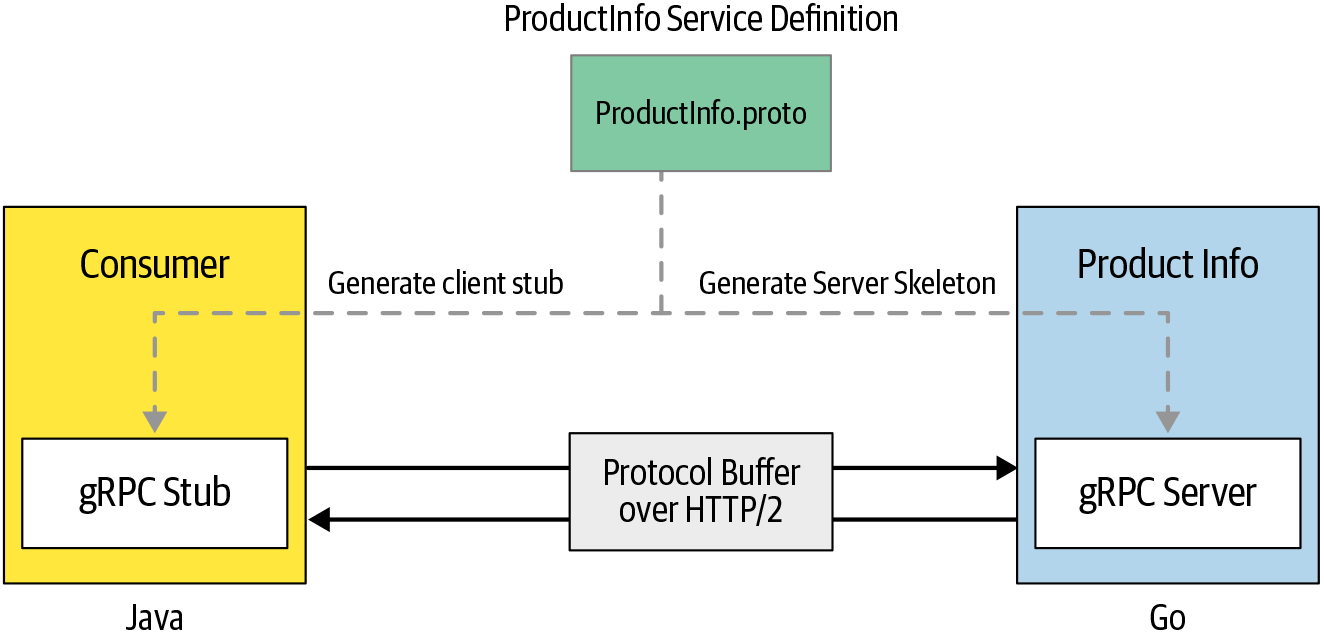 ProductInfo Service Definition
ProductInfo.proto
Consumer
Generate client stub
Generate Server Skeleton
Product Info
gRPC Stub
Protocol Buffer
over HTTP/2
gRPC Server
Java
Go